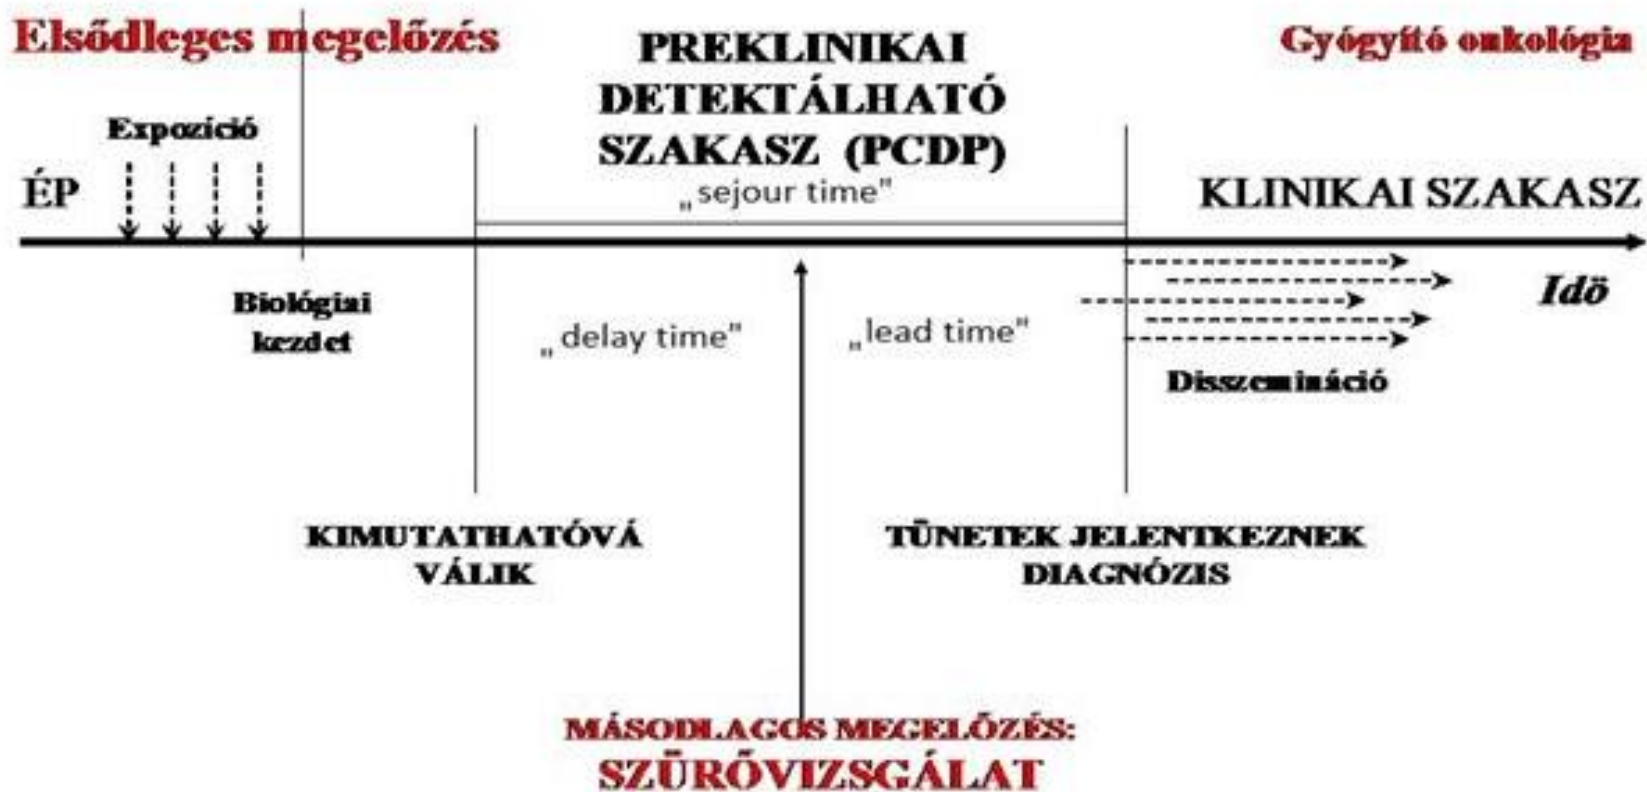 Elsődleges megelőzés
PREKLINIKAI
DETEKTÁLHATÓ
SZAKASZ (PCDP)
Gyógyító onkológia
Expozíció
ÉP
„sejour time"
KLINIKAI SZAKASZ
Biológiai
kezdet
„delay time"
„lead time"
Idö
Disszemináció
KIMUTATHATÓVÁ
VÁLIK
TÜNETEK JELENTKEZNEK
DIAGNÓZIS
MÁSODLAGOS MEGELŐZÉS:
SZŰRŐVIZSGÁLAT